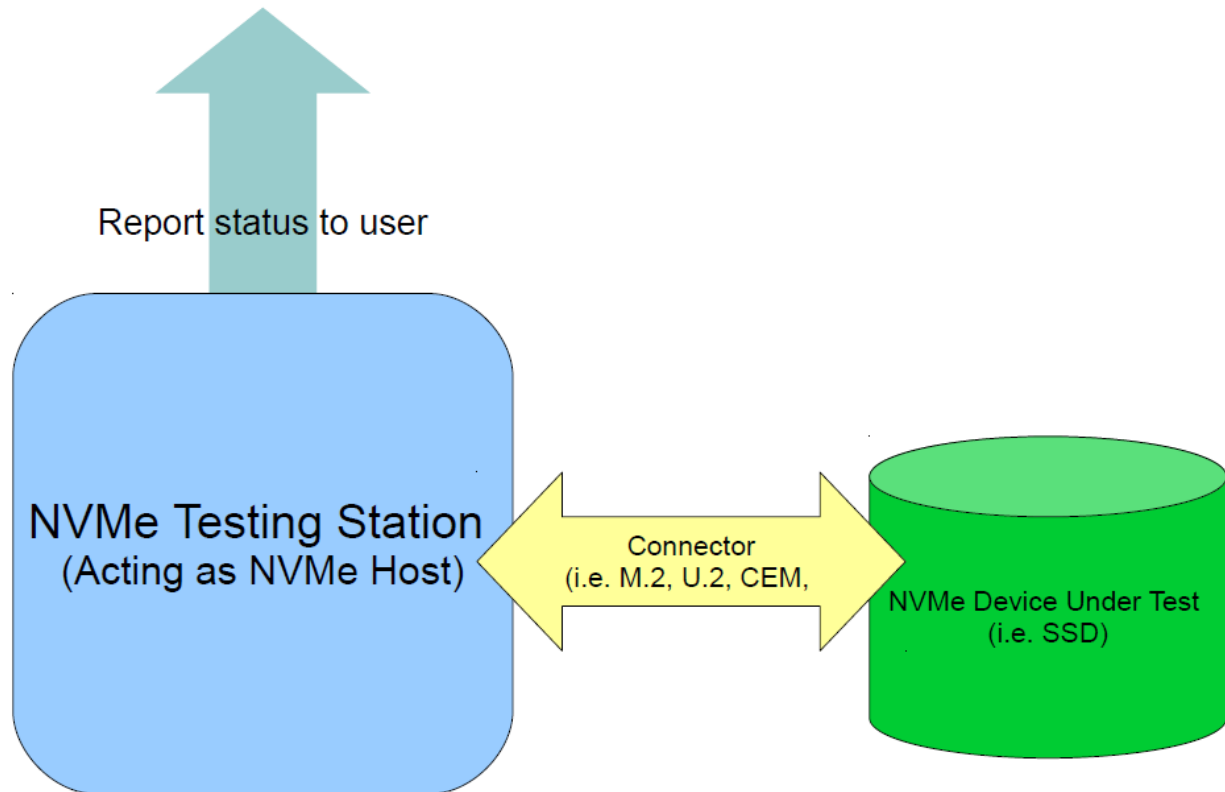 Report status to user
NVMe Testing Station
(Acting as NVMe Host)
Connector
(i.e. M.2, U.2, CEM,
NVMe Device Under Test
(i.e. SSD)